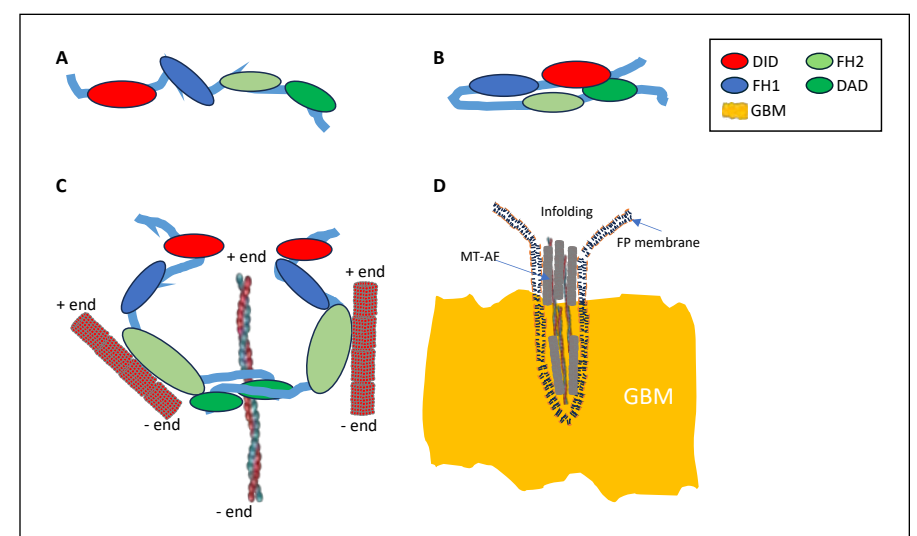 A
B
DID
FH2
FH1
DAD
GBM
C
D
Infolding
FP membrane
MT-AF
+ end
+ end
+ end
GBM
- end
- end
- end